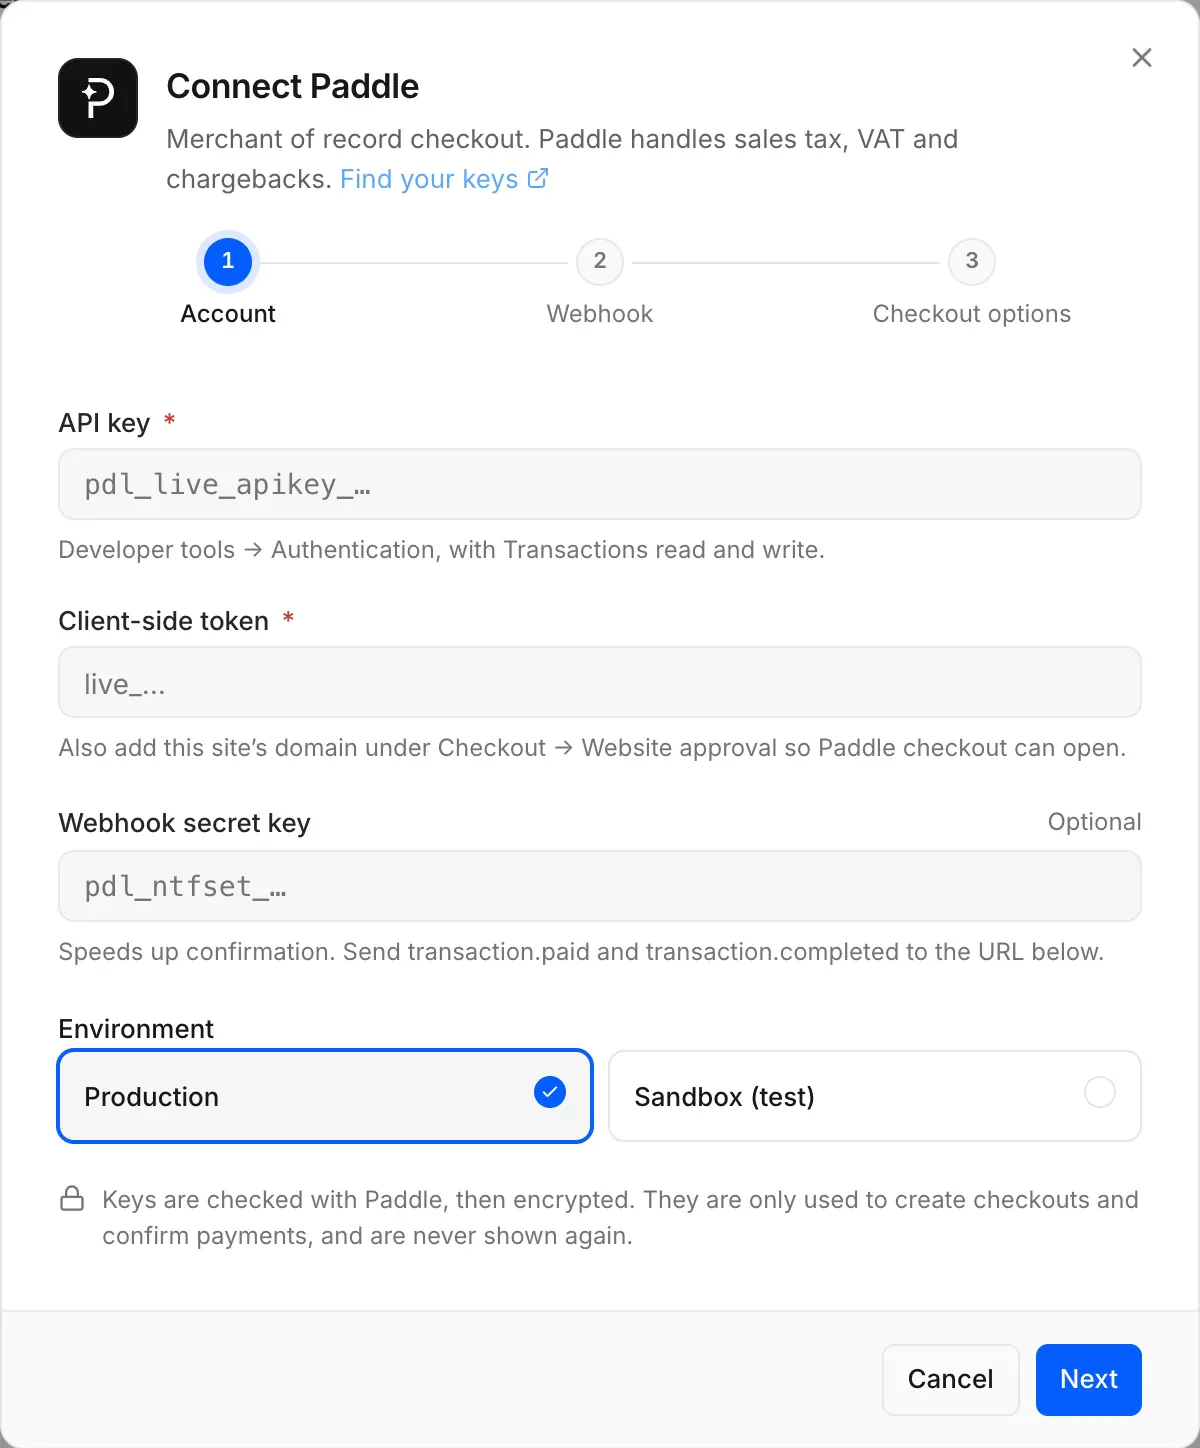 Connect Paddle
Merchant of record checkout. Paddle handles sales tax, VAT and
chargebacks. Find your keys
1
2
3
Account
Webhook
Checkout options
API key *
pdl_live_apikey_…
Developer tools → Authentication, with Transactions read and write.
Client-side token *
live_...
Also add this site’s domain under Checkout → Website approval so Paddle checkout can open.
Webhook secret key
Optional
pdl_ntfset_…
Speeds up confirmation. Send transaction.paid and transaction.completed to the URL below.
Environment
Production
Sandbox (test)
Keys are checked with Paddle, then encrypted. They are only used to create checkouts and
confirm payments, and are never shown again.
Cancel
Next